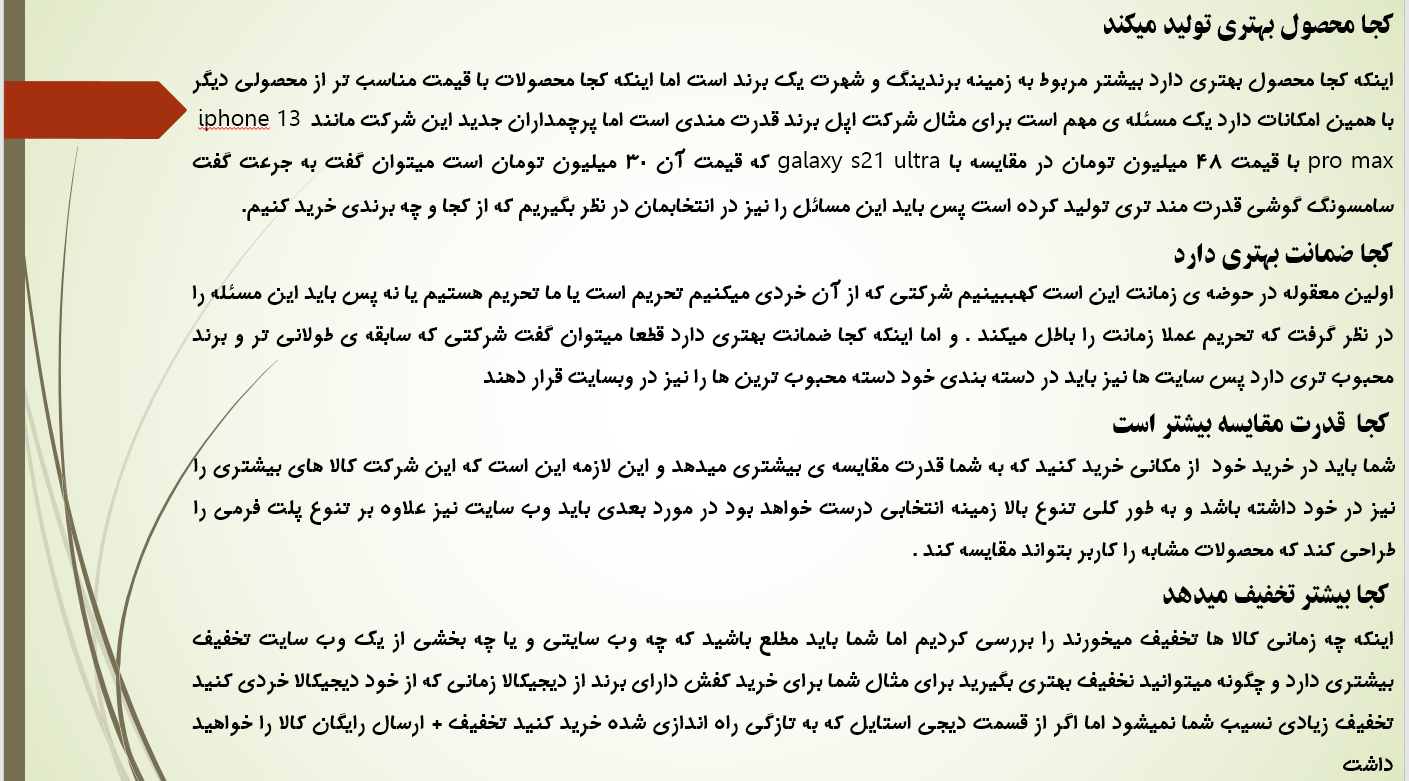 کجا محصول بهتری تولید میکند
اینکه کجا محصول بهتری دارد بیشتر مربوط به زمینه برندینگ و شهرت یک برند است اما اینکه کجا محصولات با قیمت مناسب تر از محصولی دیگر
با همین امکانات دارد یک مسئله ی مهم است برای مثال شرکت اپل برند قدرت مندی است اما پرچمداران جدید این شرکت مانند iphone 13
pro max با قیمت ۴۸ میلیون تومان در مقایسه با galaxy s21 ultra که قیمت آن ۳۰ میلیون تومان است میتوان گفت به جرعت گفت
سامسونگ گوشی قدرت مند تری تولید کرده است پس باید این مسائل را نیز در انتخابمان در نظر بگیریم که از کجا و چه برندی خرید کنیم.
کجا ضمانت بهتری دارد
اولین معقوله در حوضه ی زمانت این است کهببینیم شرکتی که از آن خردی میکنیم تحریم است یا ما تحریم هستیم یا نه پس باید این مسئله را
در نظر گرفت که تحریم عملا زمانت را باطل میکند . و اما اینکه کجا ضمانت بهتری دارد قطعا میتوان گفت شرکتی که سابقه ی طولانی تر و برند
محبوب تری دارد پس سایت ها نیز باید در دسته بندی خود دسته محبوب ترین ها را نیز در وبسایت قرار دهند
کجا قدرت مقایسه بیشتر است
شما باید در خرید خود از مکانی خرید کنید که به شما قدرت مقایسه ی بیشتری میدهد و این لازمه این است که این شرکت کالا های بیشتری را
نیز در خود داشته باشد و به طور کلی تنوع بالا زمینه انتخابی درست خواهد بود در مورد بعدی باید وب سایت نیز علاوه بر تنوع پلت فرمی را
طراحی کند که محصولات مشابه را کاربر بتواند مقایسه کند .
کجا بیشتر تخفیف میدهد
اینکه چه زمانی کالا ها تخفیف میخورند را بررسی کردیم اما شما باید مطلع باشید که چه وب سایتی و یا چه بخشی از یک وب سایت تخفیف
بیشتری دارد و چگونه میتوانید نخفیف بهتری بگیرید برای مثال شما برای خرید کفش دارای برند از دیجیکالا زمانی که از خود دیجیکالا خردی کنید
تخفیف زیادی نسیب شما نمیشود اما اگر از قسمت دیجی استایل که به تازگی راه اندازی شده خرید کنید تخفیف + ارسال رایگان کالا را خواهید
داشت